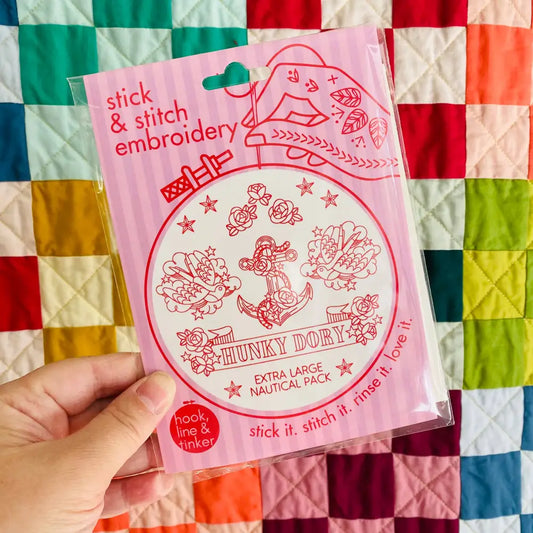 stick
& stitch
embroidery
HUNKY DORY
EXTRA LARGE
NAUTICAL PACK
hook,
line &
tinker
stick it. stitch it. rinse it. love it.